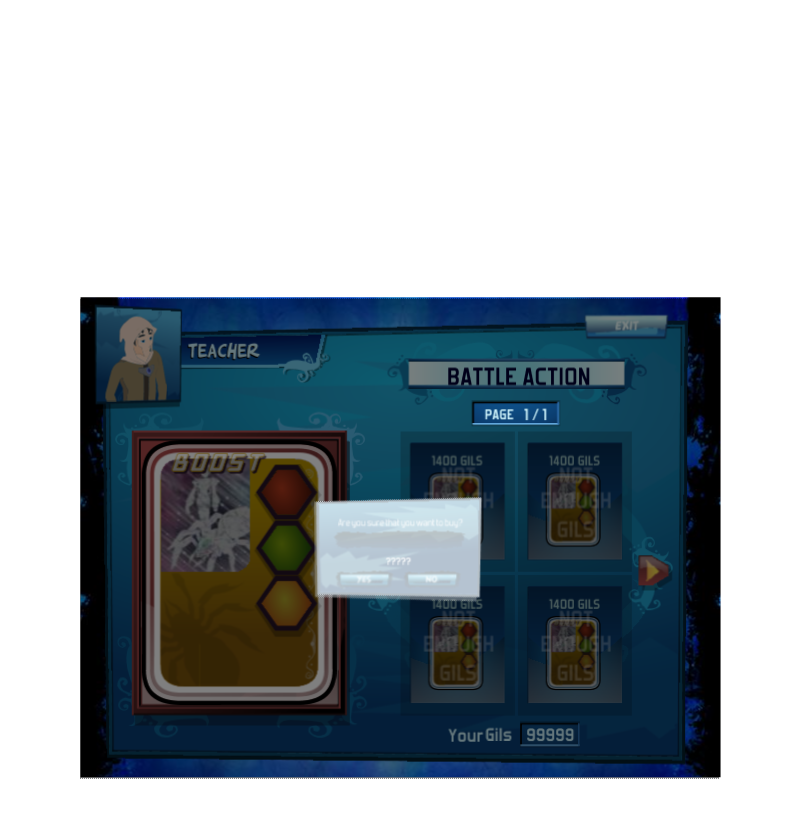 EXIT
TEACHER
BATTLE ACTION
PAGE 1/1
BOOST
1400 GILS
NOT
ENOUGH
GILS
1400 GILS
NOT
ENOUGH
GILS
Are you sure that you want to buy?
?????
YES NO
1400 GILS
NOT
ENOUGH
GILS
1400 GILS
NOT
ENOUGH
GILS
Your Gils 99999